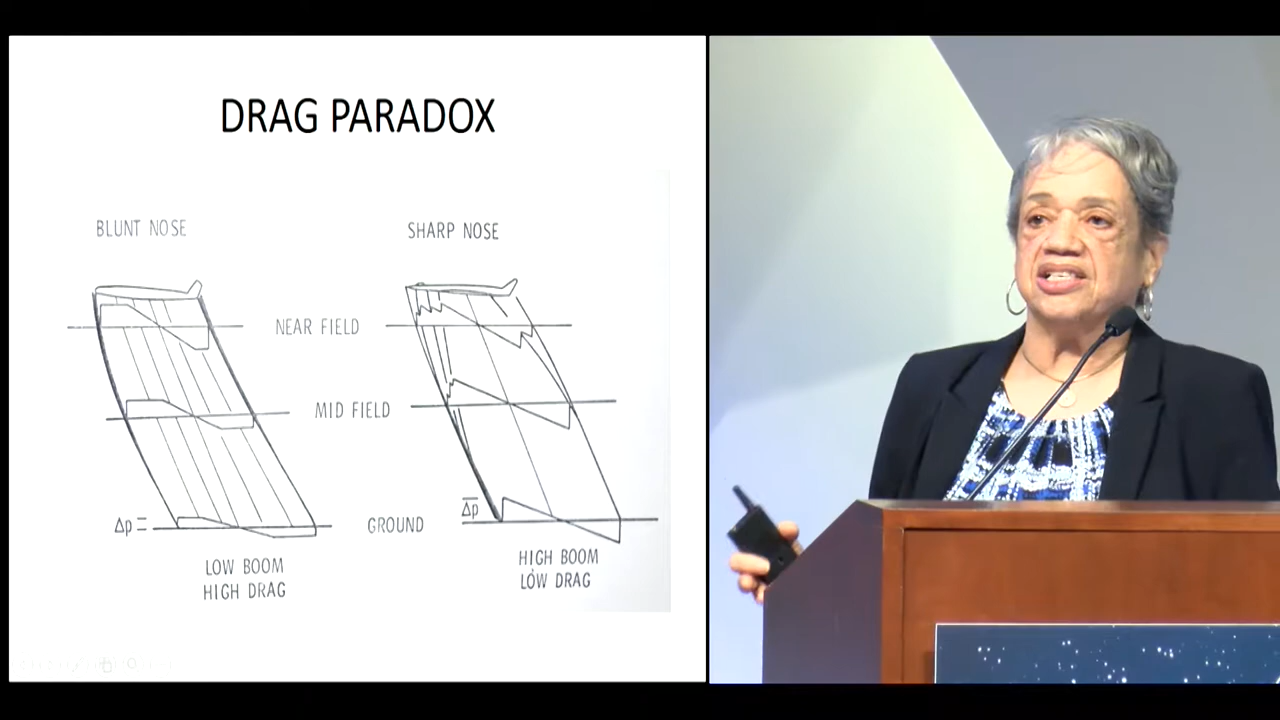 DRAG PARADOX
BLUNT NOSE
SHARP NOSE
NEAR FIELD
MID FIELD
Δp
GROUND
Δp
LOW BOOM
HIGH DRAG
HIGH BOOM
LOW DRAG